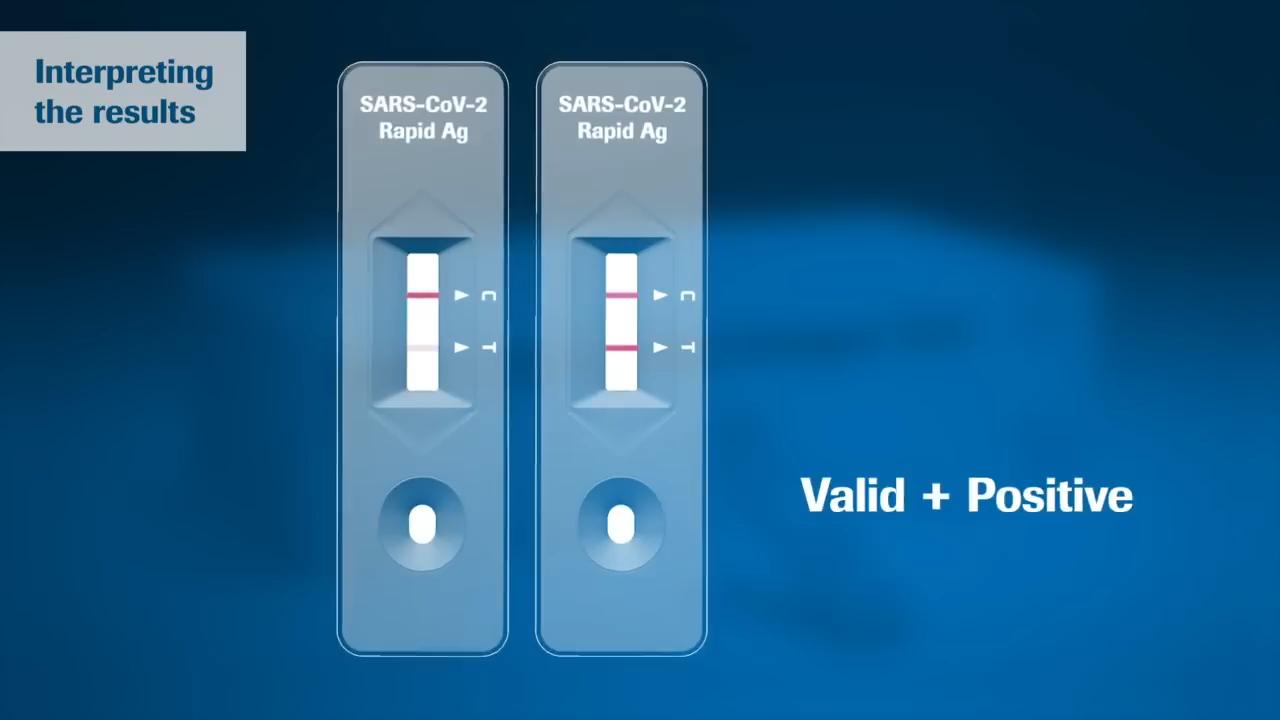 Interpreting
the results
SARS-CoV-2
Rapid Ag
C
T
SARS-CoV-2
Rapid Ag
C
T
Valid + Positive